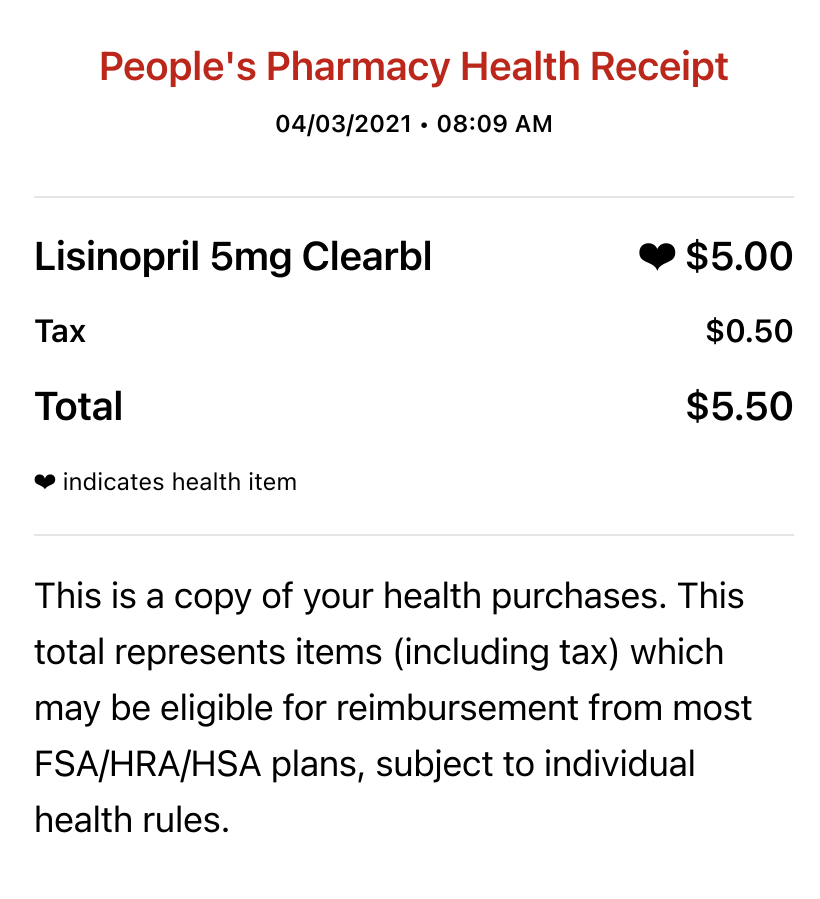 People's Pharmacy Health Receipt
04/03/2021 • 08:09 AM
Lisinopril 5mg Clearbl ❤ $5.00
Tax $0.50
Total $5.50
❤ indicates health item
This is a copy of your health purchases. This
total represents items (including tax) which
may be eligible for reimbursement from most
FSA/HRA/HSA plans, subject to individual
health rules.